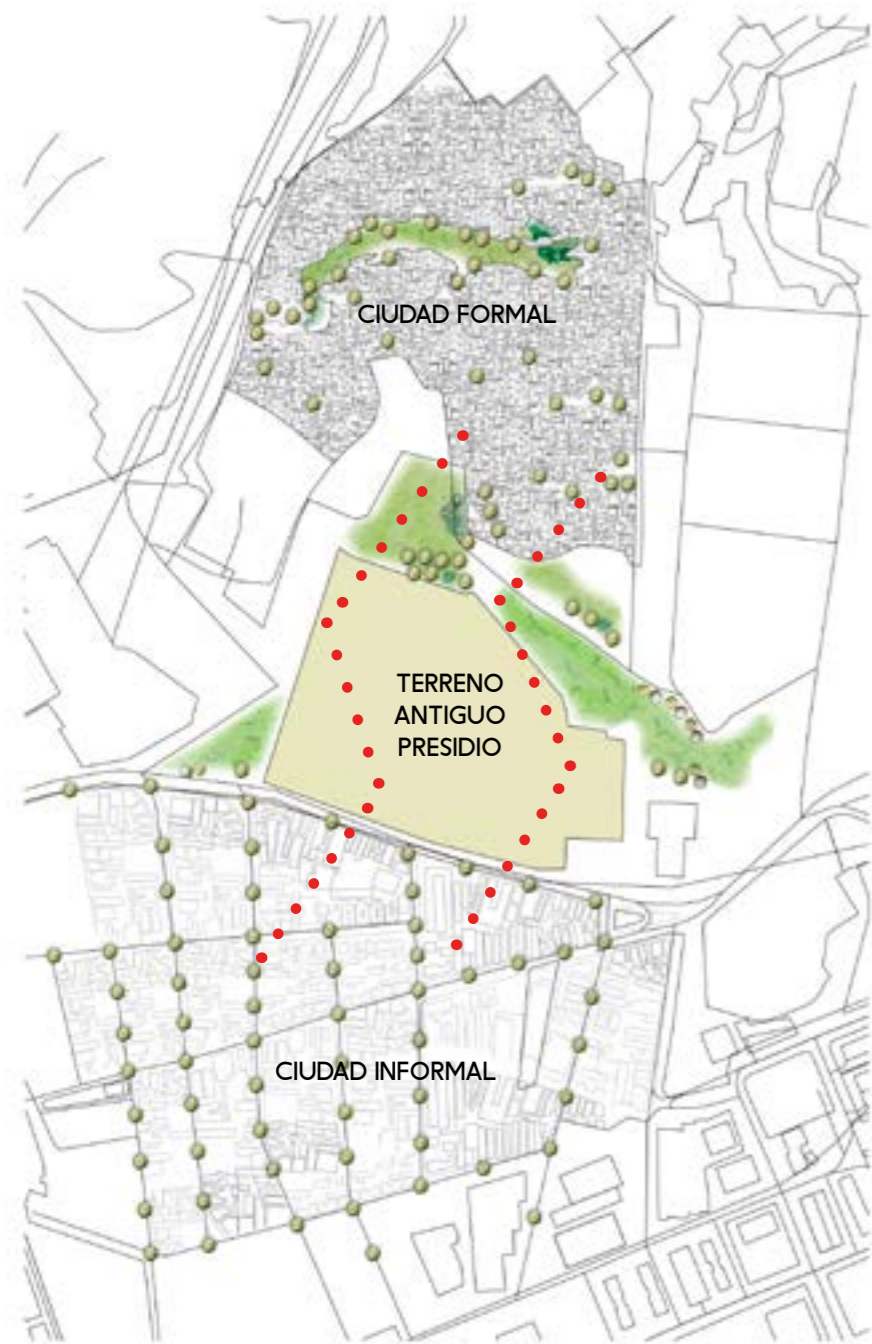 CIUDAD FORMAL
TERRENO
ANTIGUO
PRESIDIO
CIUDAD INFORMAL